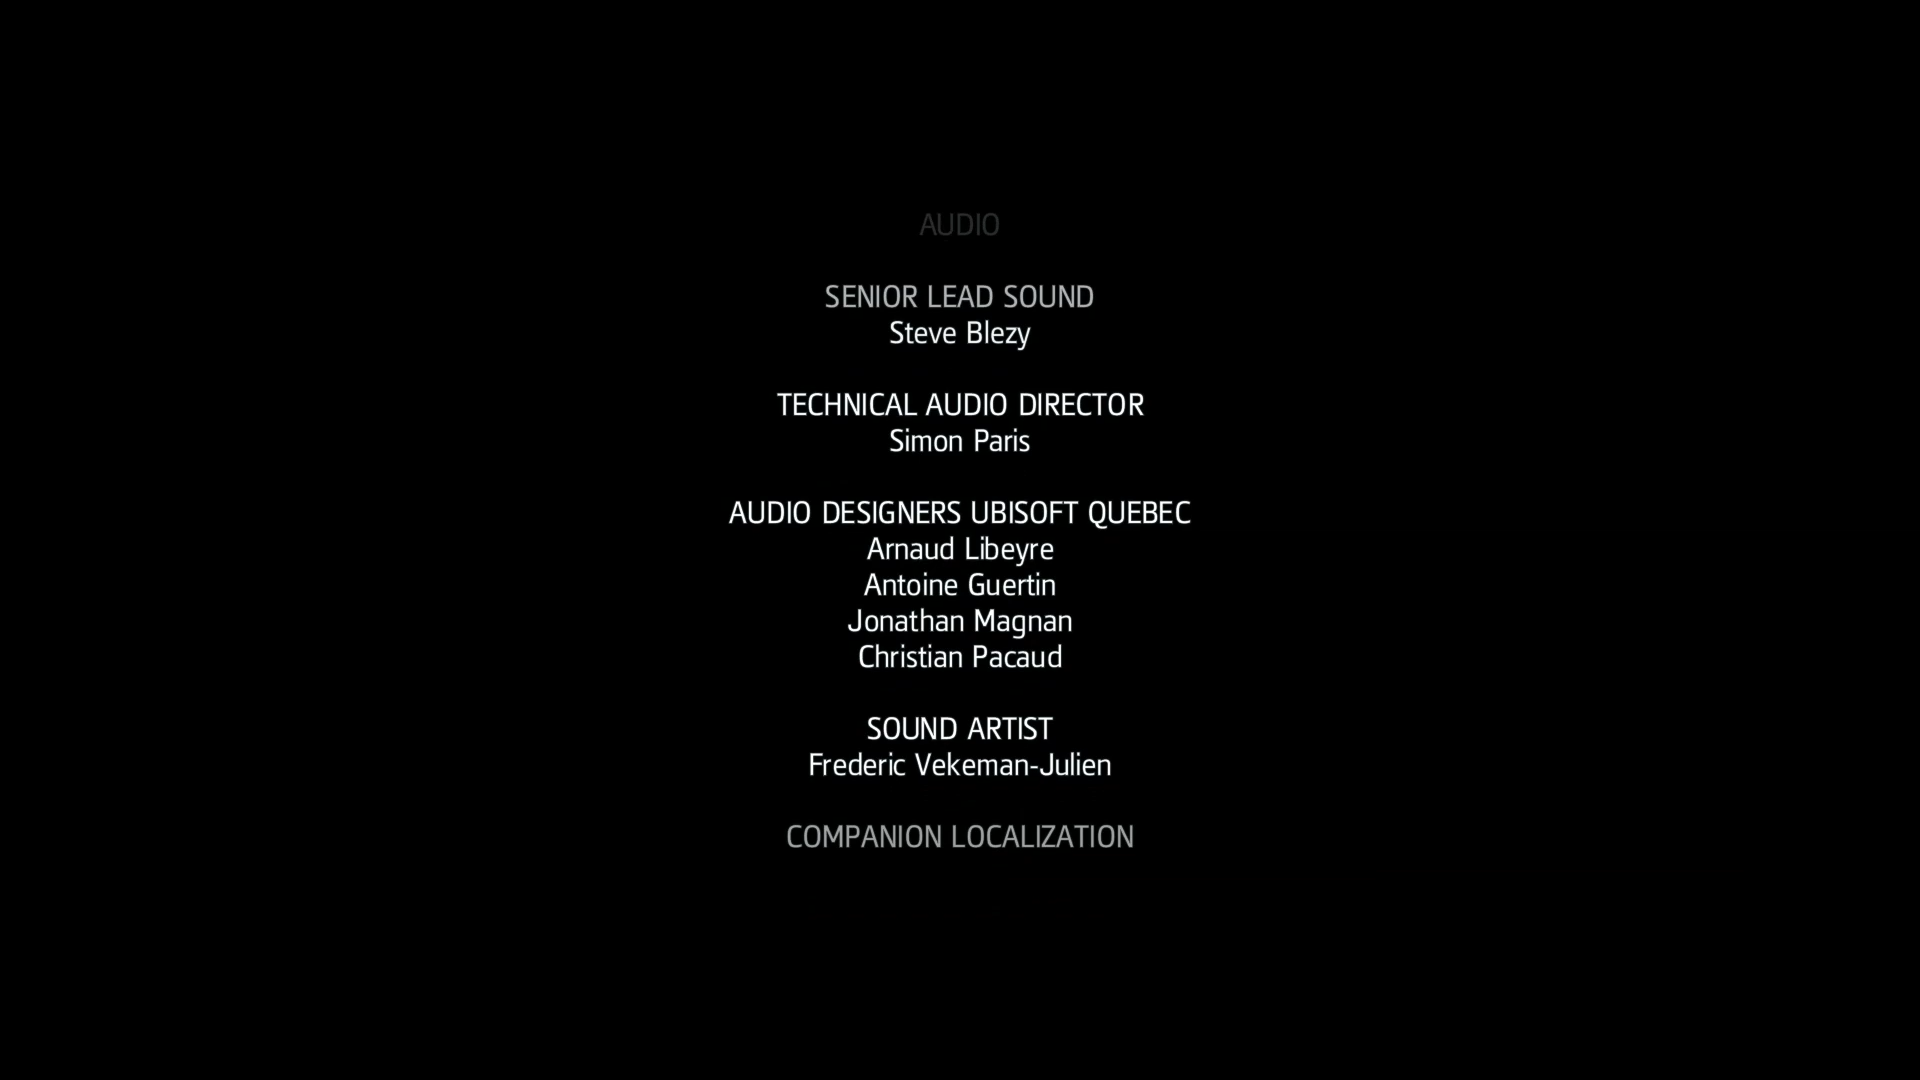 AUDIO
SENIOR LEAD SOUND
Steve Blezy
TECHNICAL AUDIO DIRECTOR
Simon Paris
AUDIO DESIGNERS UBISOFT QUEBEC
Arnaud Libeyre
Antoine Guertin
Jonathan Magnan
Christian Pacaud
SOUND ARTIST
Frederic Vekeman-Julien
COMPANION LOCALIZATION